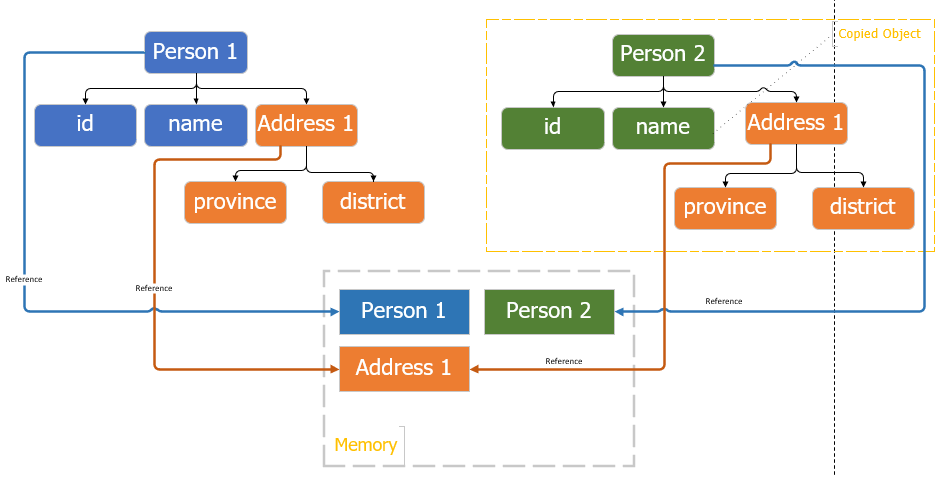 Person 1
Person 2
Copied Object
id
name
Address 1
id
name
Address 1
province
district
province
district
Reference
Reference
Reference
Person 1
Person 2
Reference
Address 1
Memory